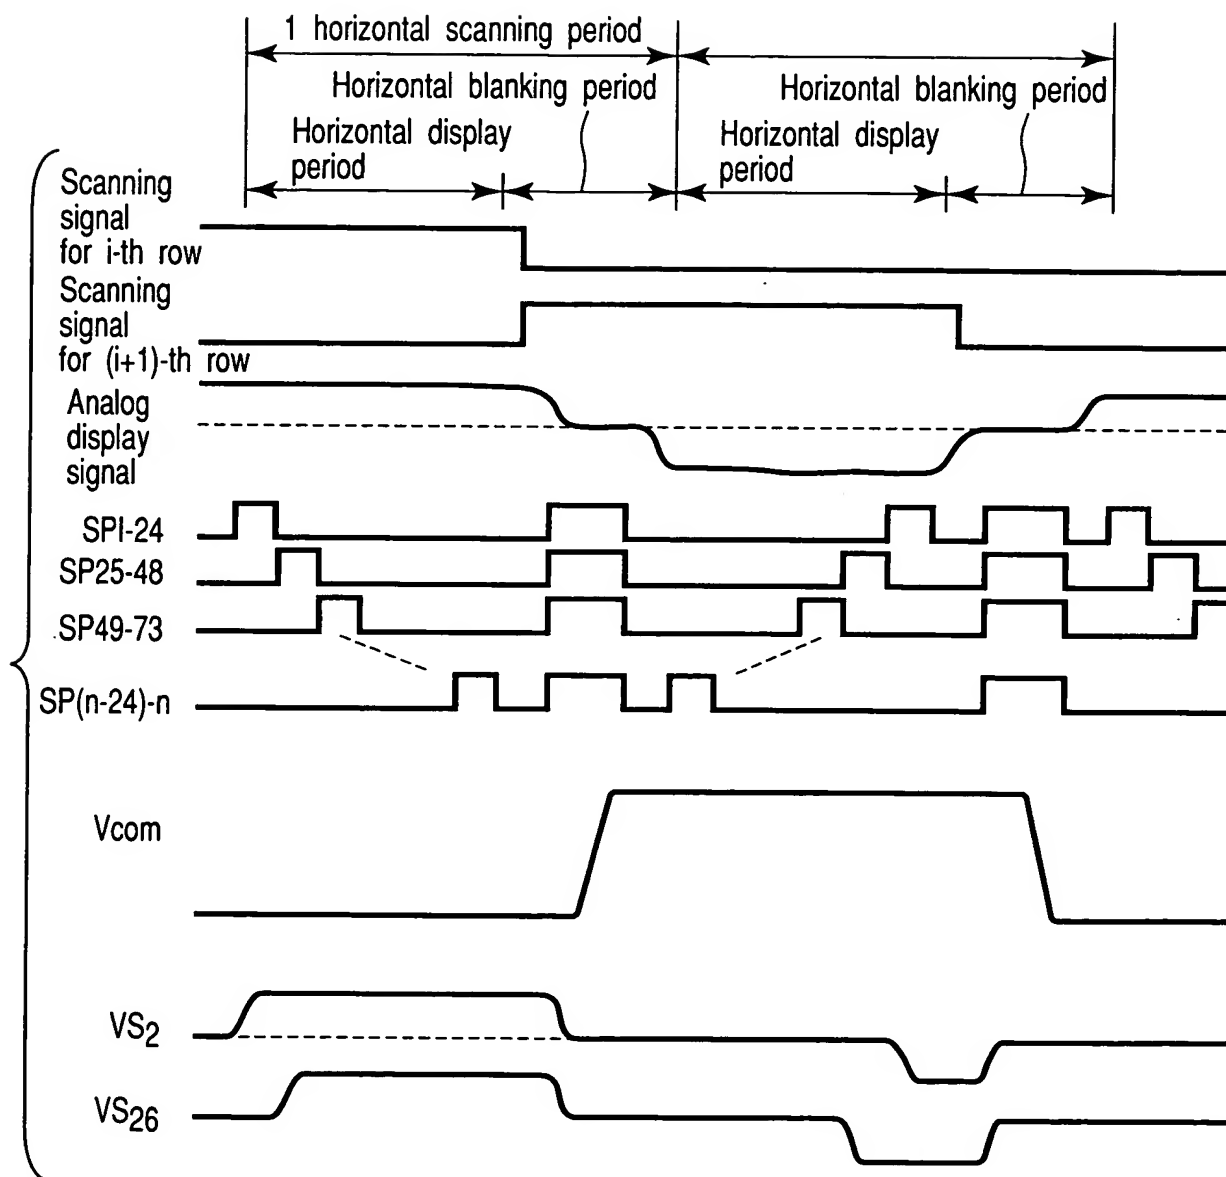 1 horizontal scanning period
Horizontal blanking period
Horizontal blanking period
Horizontal display
period
Horizontal display
period
Scanning
signal
for i-th row
Scanning
signal
for (i+1)-th row
Analog
display
signal
SPI-24
SP25-48
SP49-73
SP(n-24)-n
Vcom
VS2
VS26